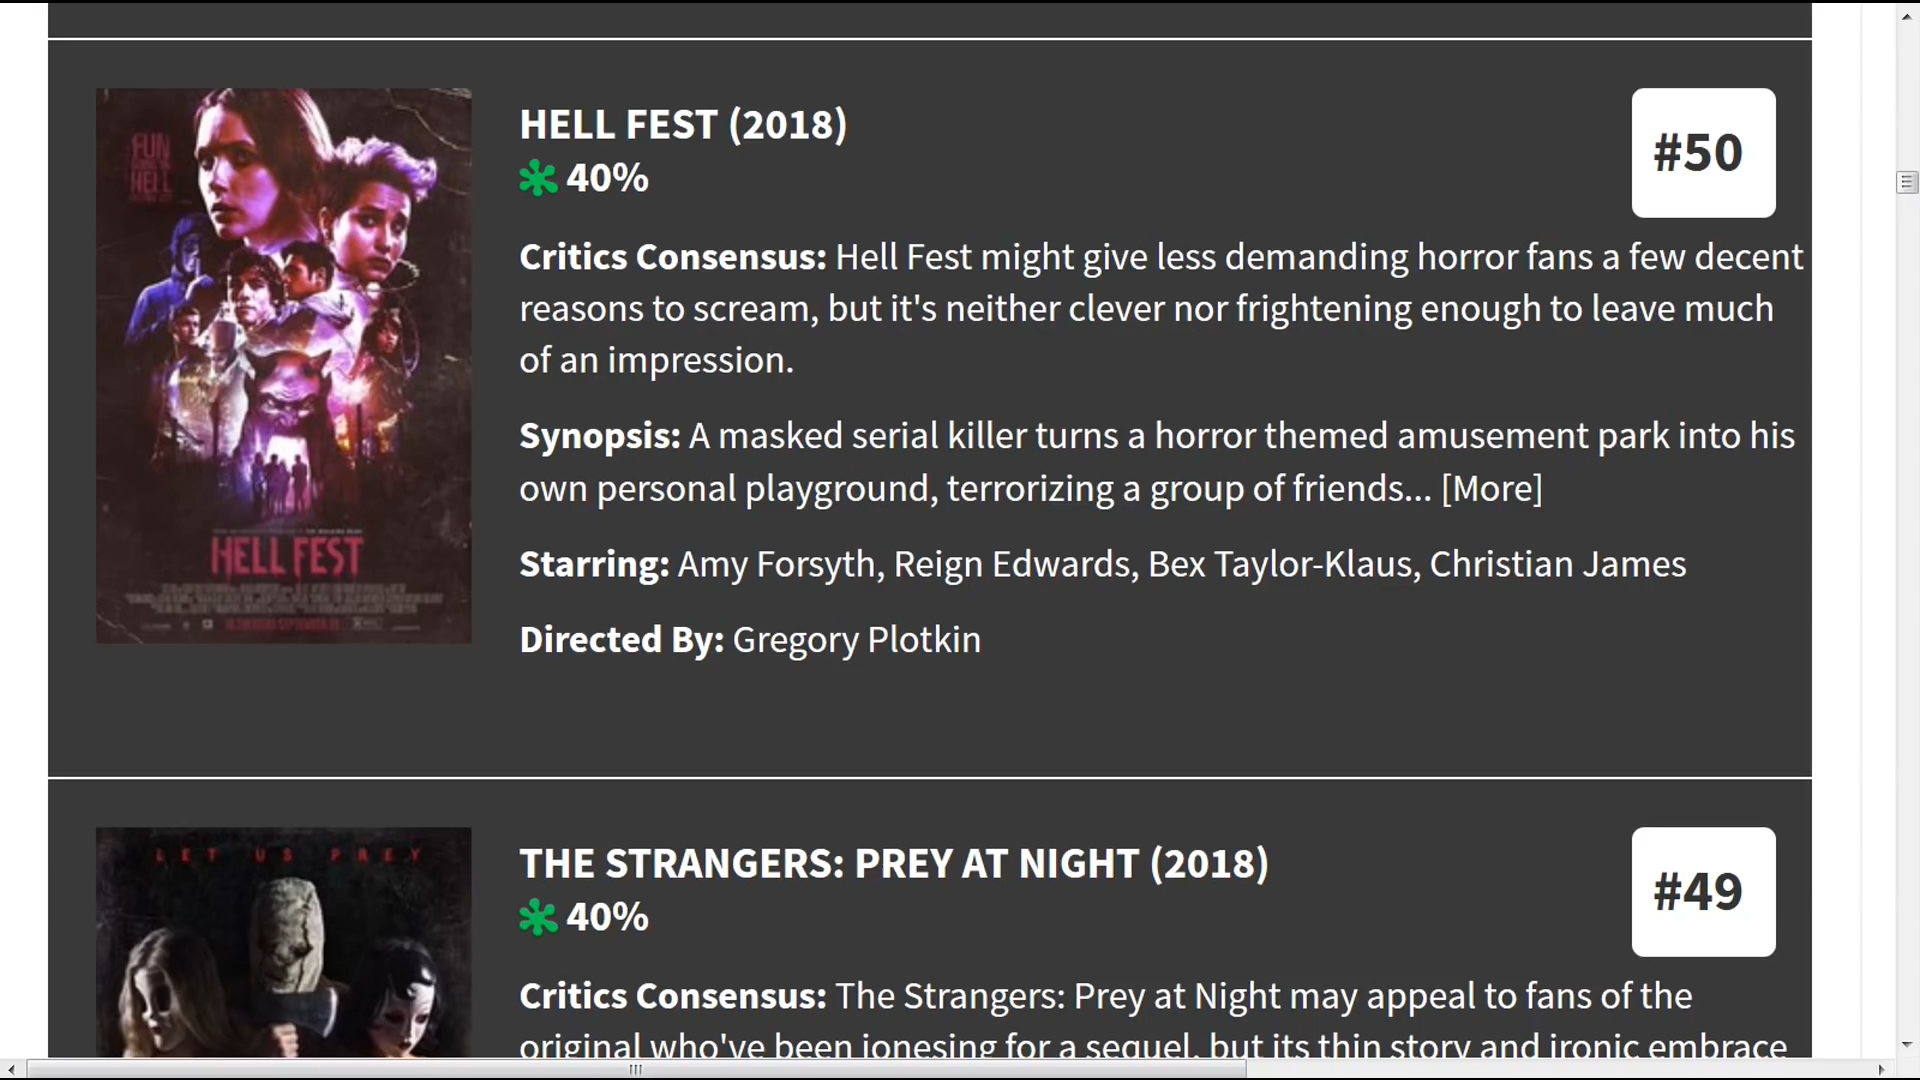 FUN
HELL
HELL FEST
HELL FEST (2018)
40%
#50
Critics Consensus: Hell Fest might give less demanding horror fans a few decent
reasons to scream, but it's neither clever nor frightening enough to leave much
of an impression.
Synopsis: A masked serial killer turns a horror themed amusement park into his
own personal playground, terrorizing a group of friends... [More]
Starring: Amy Forsyth, Reign Edwards, Bex Taylor-Klaus, Christian James
Directed By: Gregory Plotkin
LET US PREY
THE STRANGERS: PREY AT NIGHT (2018)
40%
#49
Critics Consensus: The Strangers: Prey at Night may appeal to fans of the
original who've been jonesing for a sequel, but its thin story and ironic embrace